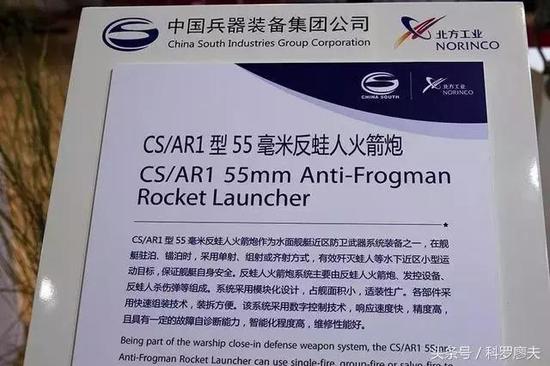 中国兵器装备集团公司
China South Industries Group Corporation
北方工业
NORINCO
CHINA SOUTH
北方工业
NORINCO
CS/AR1 型 55 毫米反蛙人火箭炮
CS/AR1 55mm Anti-Frogman
Rocket Launcher
CS/AR1 型 55 毫米反蛙人火箭炮作为水面舰艇近区防卫武器系统装备之一，在舰
艇驻泊、锚泊时，采用单射、组射或齐射方式，有效歼灭蛙人等水下近区小型运
动目标，保证舰艇自身安全。反蛙人火箭炮系统主要由反蛙人火箭炮、发控设备、
反蛙人杀伤弹等组成。系统采用模块化设计，占舰面积小，适装性广。各部件采
用快速组装技术，装拆方便。该系统采用数字控制技术，响应速度快，精度高，
且具有一定的故障自诊断能力，智能化程度高，维修性能好。
Being part of the warship close-in defense weapon system, the CS/AR1 55mm
Anti-Frogman Rocket Launcher can use single-fire, group-fire or salvo-fire to
头条号 / 科罗廖夫